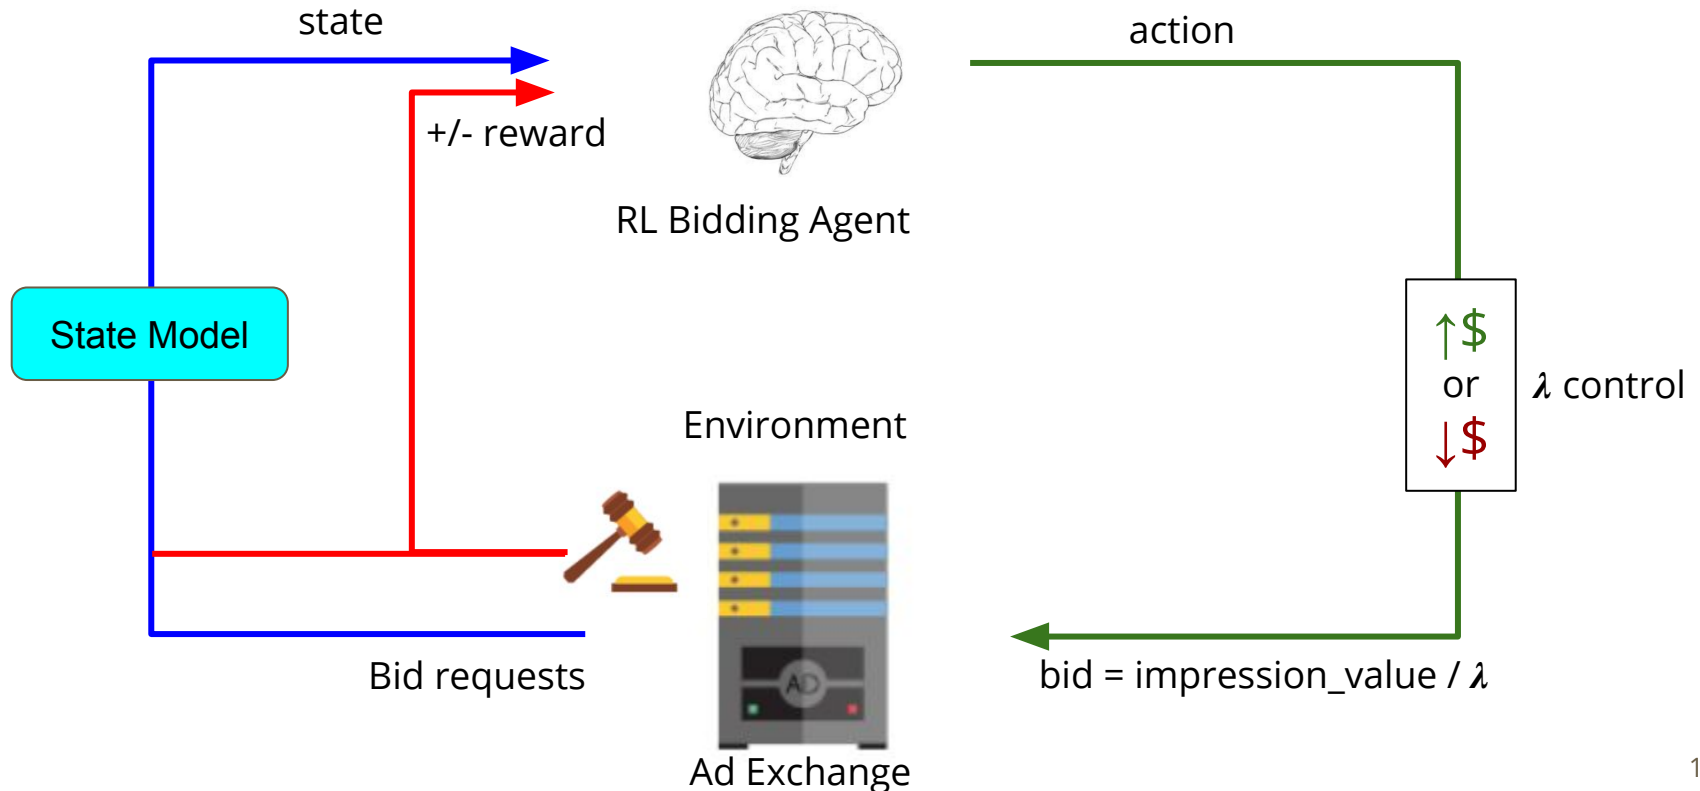 state
action
+/- reward
RL Bidding Agent
State Model
↑$
or
↓$
λ control
Environment
AD
Bid requests
bid = impression_value / λ
Ad Exchange
1